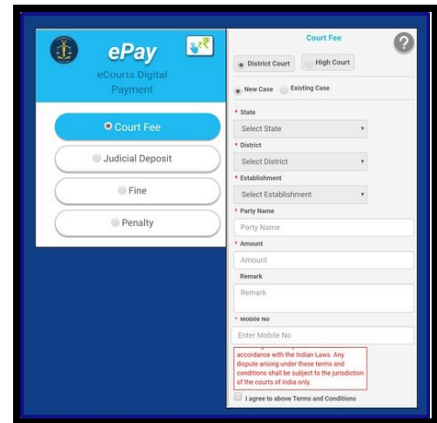 ePay
eCourts Digital
Payment
Court Fee
Judicial Deposit
Fine
Penalty
Court Fee
?
District Court
High Court
New Case
Existing Case
* State
Select State
* District
Select District
* Establishment
Select Establishment
* Party Name
Party Name
* Amount
Amount
Remark
Remark
* Mobile No
Enter Mobile No
accordance with the Indian Laws. Any
dispute arising under these terms and
conditions shall be subject to the jurisdiction
of the courts of India only.
I agree to above Terms and Conditions